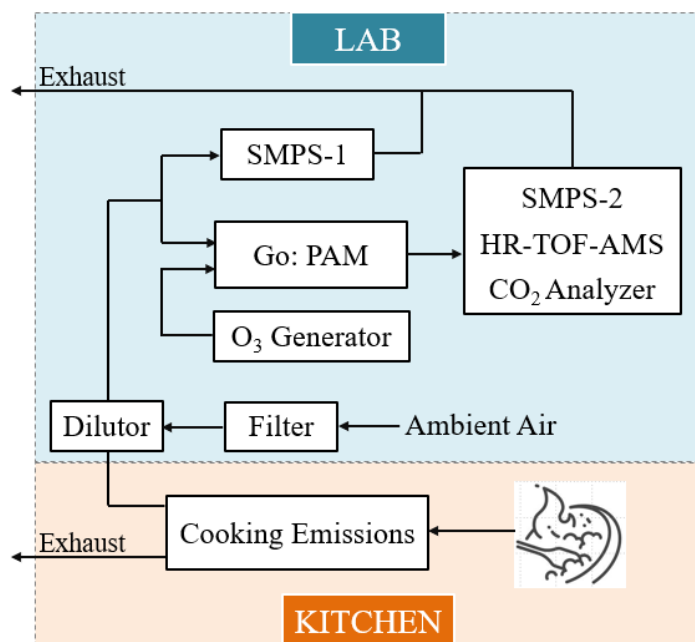 LAB
Exhaust
SMPS-1
SMPS-2
HR-TOF-AMS
CO₂ Analyzer
Go: PAM
O₃ Generator
Dilutor
Filter
Ambient Air
Cooking Emissions
Exhaust
KITCHEN